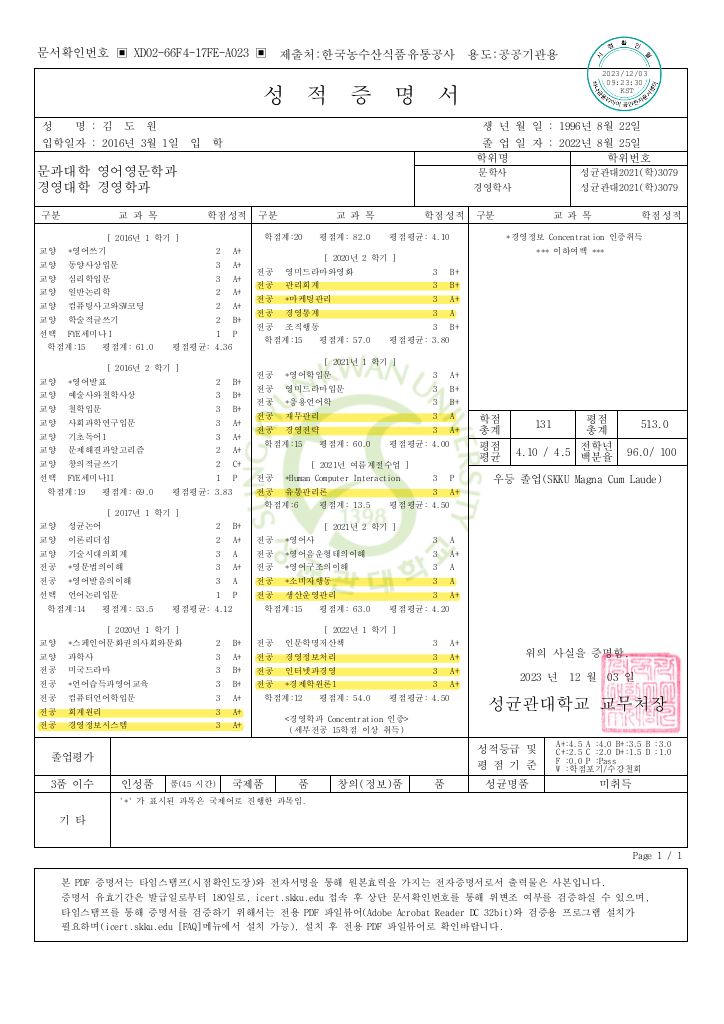 문서확인번호 ▣ XD02-66F4-17FE-A023 ▣ 제출처:한국농수산식품유통공사 용도:공공기관용
시점확인필
2023/12/03
09:23:30
KST
성 적 증 명 서
성 명 : 김 도 원
생 년 월 일 : 1996년 8월 22일
입학일자 : 2016년 3월 1일 입 학
졸 업 일 자 : 2022년 8월 25일
문과대학 영어영문학과
경영대학 경영학과
학위명 학위번호
문학사 성균관대2021(학)3079
경영학사 성균관대2021(학)3079
구분 교 과 목 학점성적
[ 2016년 1 학기 ]
교양 *영어쓰기 2 A+
교양 동양사상입문 3 A+
교양 심리학입문 3 A+
교양 일반논리학 2 A+
교양 컴퓨팅사고와SW코딩 2 A+
교양 학술적글쓰기 2 B+
선택 FYE세미나I 1 P
학점계:15 평점계: 61.0 평점평균: 4.36
[ 2016년 2 학기 ]
교양 *영어발표 2 B+
교양 예술사와철학사상 3 B+
교양 철학입문 3 B+
교양 사회과학연구입문 3 A+
교양 기초독어1 3 A+
교양 문제해결과알고리즘 2 A+
교양 창의적글쓰기 2 C+
선택 FYE세미나II 1 P
학점계:19 평점계: 69.0 평점평균: 3.83
[ 2017년 1 학기 ]
교양 성균논어 2 B+
교양 이론리더십 2 A+
교양 기술시대의회계 3 A
전공 *영문법의이해 3 A+
전공 *영어발음의이해 3 A
선택 언어논리입문 1 P
학점계:14 평점계: 53.5 평점평균: 4.12
[ 2020년 1 학기 ]
교양 *스페인어문화권의사회와문화 2 B+
교양 과학사 3 A+
전공 미국드라마 3 B+
전공 *언어습득과영어교육 3 B+
전공 컴퓨터언어학입문 3 A+
전공 회계원리 3 A+
전공 경영정보시스템 3 A+
구분 교 과 목 학점성적
학점계:20 평점계: 82.0 평점평균: 4.10
[ 2020년 2 학기 ]
전공 영미드라마와영화 3 B+
전공 관리회계 3 B+
전공 *마케팅관리 3 A+
전공 경영통계 3 A
전공 조직행동 3 B+
학점계:15 평점계: 57.0 평점평균: 3.80
[ 2021년 1 학기 ]
전공 *영어학입문 3 A+
전공 영미드라마입문 3 B+
전공 *응용언어학 3 B+
전공 재무관리 3 A
전공 경영전략 3 A+
학점계:15 평점계: 60.0 평점평균: 4.00
[ 2021년 여름계절수업 ]
전공 *Human Computer Interaction 3 P
전공 유통관리론 3 A+
학점계:6 평점계: 13.5 평점평균: 4.50
[ 2021년 2 학기 ]
전공 *영어사 3 A
전공 *영어음운형태의이해 3 A+
전공 *영어구조의이해 3 A
전공 *소비자행동 3 A
전공 생산운영관리 3 A+
학점계:15 평점계: 63.0 평점평균: 4.20
[ 2022년 1 학기 ]
전공 인문학명저산책 3 A+
전공 경영정보처리 3 A+
전공 인터넷과경영 3 A+
전공 *경제학원론1 3 A+
학점계:12 평점계: 54.0 평점평균: 4.50
<경영학과 Concentration 인증>
(세부전공 15학점 이상 취득)
구분 교 과 목 학점성적
*경영정보 Concentration 인증취득
*** 이하여백 ***
학점총계 131 평점총계 513.0
평점평균 4.10 / 4.5 전학년백분율 96.0/ 100
우등 졸업(SKKU Magna Cum Laude)
SUNGKYUNKWAN UNIVERSITY
1398
성균관대학교
위의 사실을 증명함.
2023 년 12 월 03 일
성균관대학교 교무처장
졸업평가
성적등급 및 평 점 기 준
A+:4.5 A :4.0 B+:3.5 B :3.0
C+:2.5 C :2.0 D+:1.5 D :1.0
F :0.0 P :Pass
W :학점포기/수강철회
3품 이수 인성품 품(45 시간) 국제품 품 창의(정보)품 품 성균명품 미취득
기 타
'*' 가 표시된 과목은 국제어로 진행한 과목임.
Page 1 / 1
본 PDF 증명서는 타임스탬프(시점확인도장)와 전자서명을 통해 원본효력을 가지는 전자증명서로서 출력물은 사본입니다.
증명서 유효기간은 발급일로부터 180일로, icert.skku.edu 접속 후 상단 문서확인번호를 통해 위변조 여부를 검증하실 수 있으며,
타임스탬프를 통해 증명서를 검증하기 위해서는 전용 PDF 파일뷰어(Adobe Acrobat Reader DC 32bit)와 검증용 프로그램 설치가
필요하며(icert.skku.edu [FAQ]메뉴에서 설치 가능), 설치 후 전용 PDF 파일뷰어로 확인바랍니다.